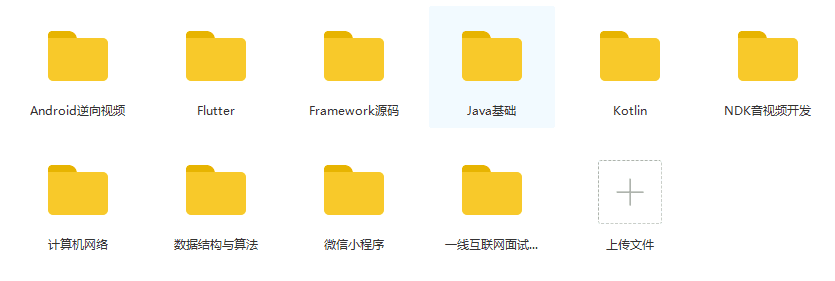 Android逆向视频
Flutter
Framework源码
Java基础
Kotlin
NDK音视频开发
计算机网络
数据结构与算法
微信小程序
一线互联网面试...
上传文件